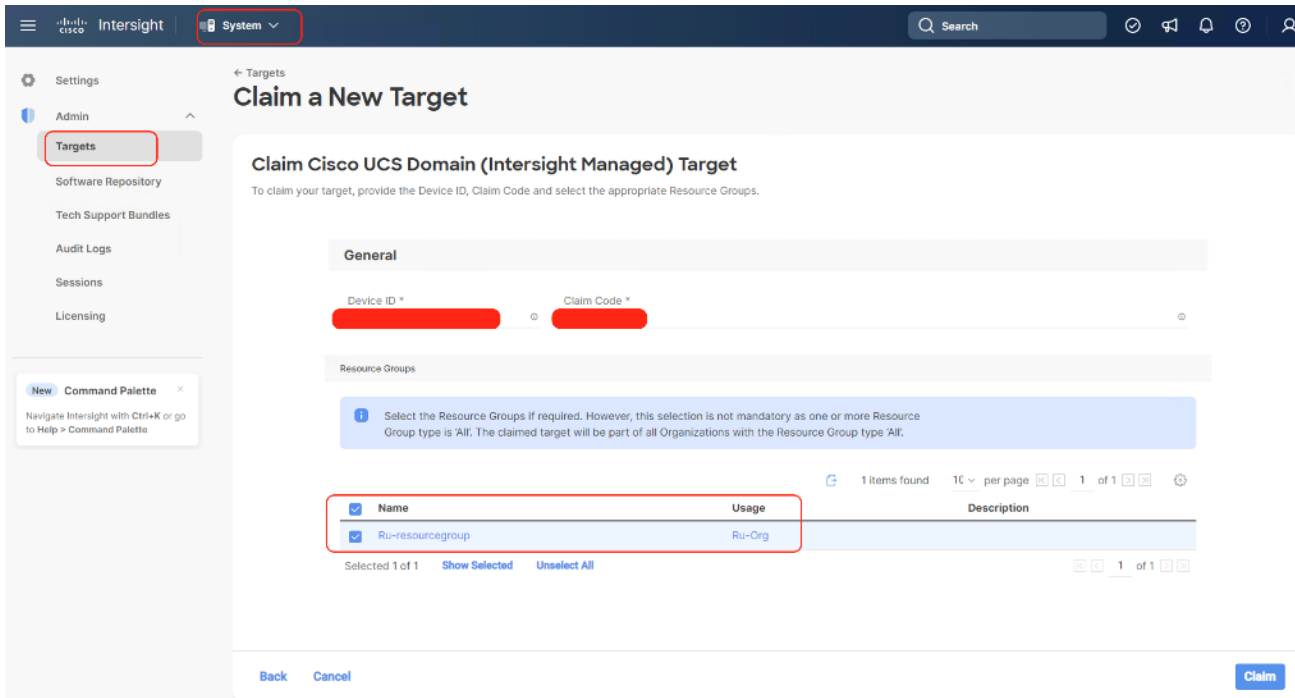 cisco Intersight System Search
Settings
Admin
Targets
Software Repository
Tech Support Bundles
Audit Logs
Sessions
Licensing
New Command Palette ×
Navigate Intersight with Ctrl+K or go
to Help > Command Palette
← Targets
Claim a New Target
Claim Cisco UCS Domain (Intersight Managed) Target
To claim your target, provide the Device ID, Claim Code and select the appropriate Resource Groups.
General
Device ID * Claim Code *
Resource Groups
Select the Resource Groups if required. However, this selection is not mandatory as one or more Resource
Group type is 'All'. The claimed target will be part of all Organizations with the Resource Group type 'All'.
1 items found 10 per page 1 of 1
Name Usage Description
Ru-resourcegroup Ru-Org
Selected 1 of 1 Show Selected Unselect All 1 of 1
Back Cancel Claim